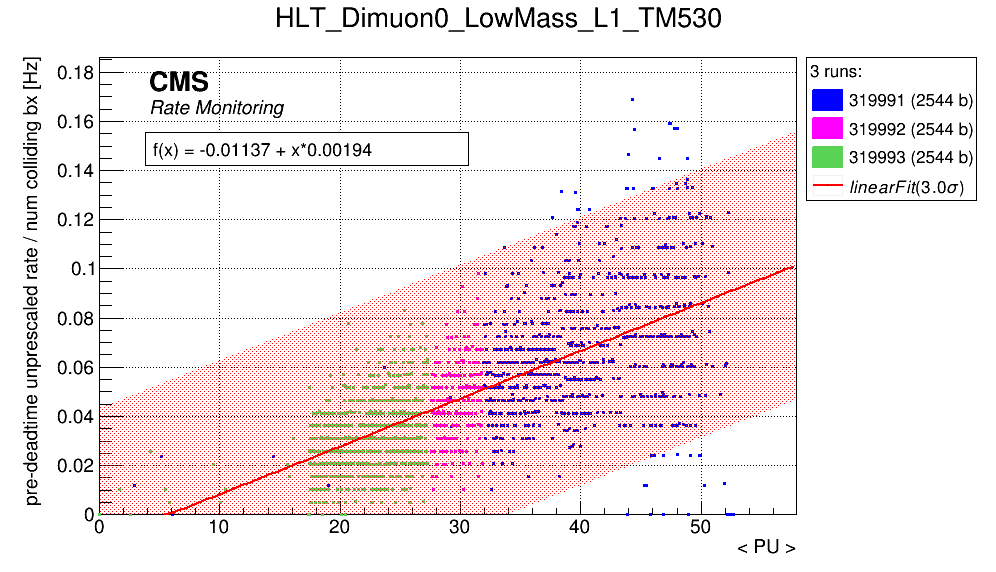 HLT_Dimuon0_LowMass_L1_TM530
pre-deadtime unprescaled rate / num colliding bx [Hz]
0.18
0.16
0.14
0.12
0.1
0.08
0.06
0.04
0.02
0
CMS
Rate Monitoring
f(x) = -0.01137 + x*0.00194
0 10 20 30 40 50
< PU >
3 runs:
319991 (2544 b)
319992 (2544 b)
319993 (2544 b)
linearFit(3.0σ)